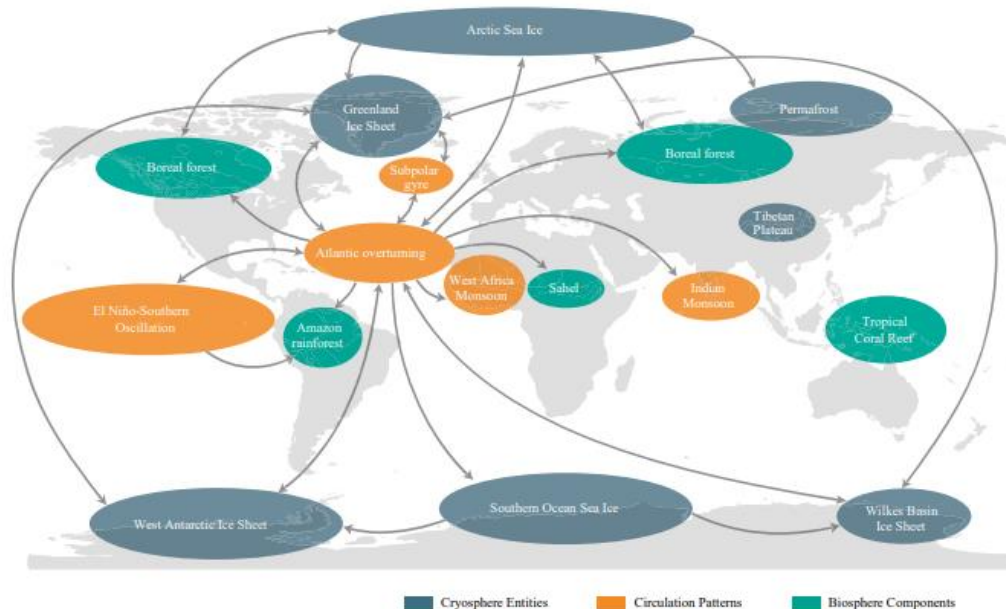 Arctic Sea Ice
Greenland
Ice Sheet
Permafrost
Boreal forest
Boreal forest
Subpolar
gyre
Tibetan
Plateau
Atlantic overturning
West Africa
Monsoon
Sahel
Indian
Monsoon
El Niño-Southern
Oscillation
Amazon
rainforest
Tropical
Coral Reef
West Antarctic Ice Sheet
Southern Ocean Sea Ice
Wilkes Basin
Ice Sheet
Cryosphere Entities
Circulation Patterns
Biosphere Components